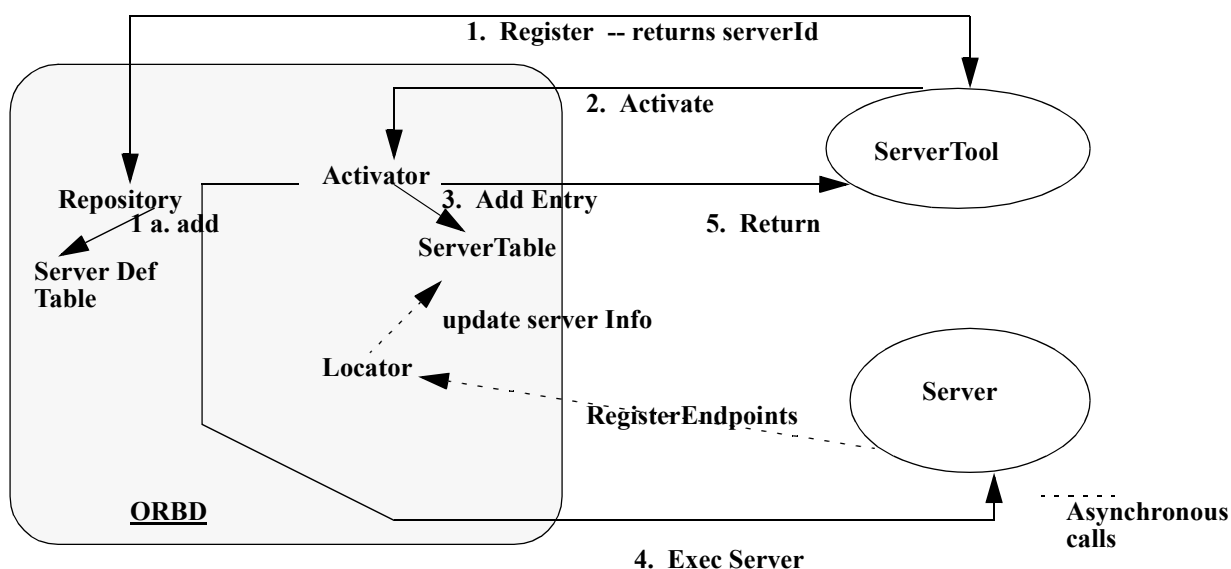 1. Register -- returns serverId
2. Activate
ServerTool
Activator
Repository
3. Add Entry
1 a. add
5. Return
ServerTable
Server Def
Table
update server Info
Locator
Server
RegisterEndpoints
ORBD
Asynchronous
calls
4. Exec Server